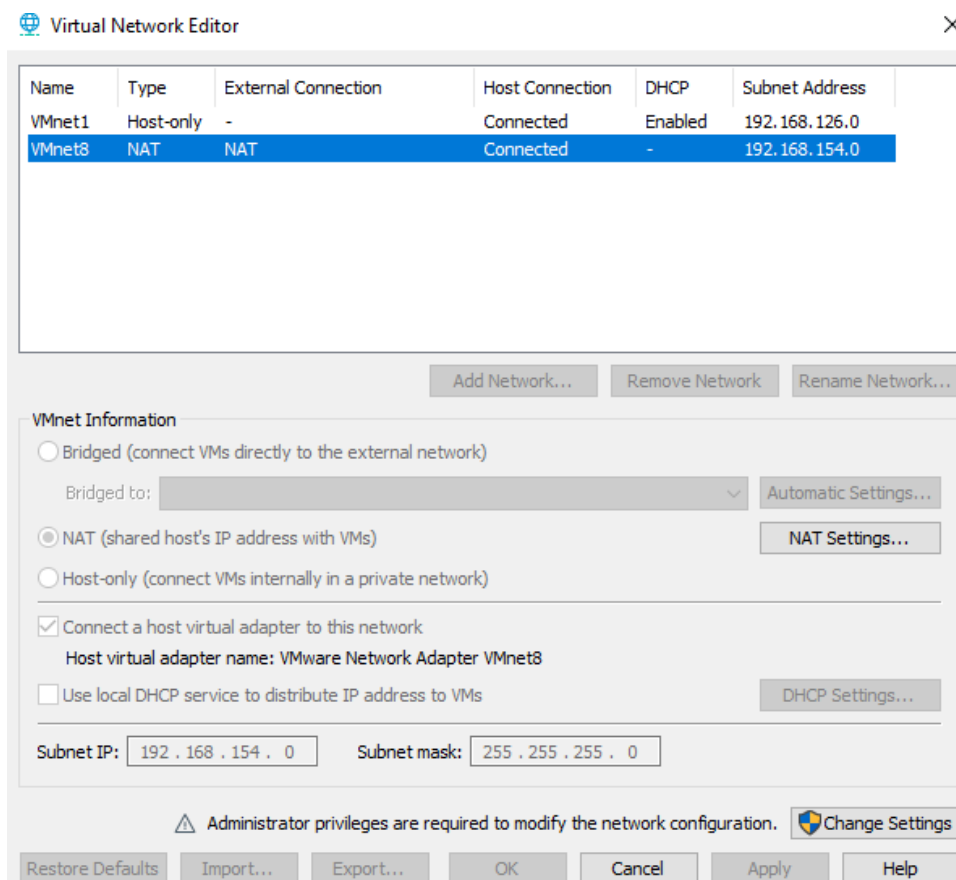 Virtual Network Editor
Name Type External Connection Host Connection DHCP Subnet Address
VMnet1 Host-only - Connected Enabled 192.168.126.0
VMnet8 NAT NAT Connected - 192.168.154.0
Add Network... Remove Network Rename Network...
VMnet Information
Bridged (connect VMs directly to the external network)
Bridged to: Automatic Settings...
NAT (shared host's IP address with VMs) NAT Settings...
Host-only (connect VMs internally in a private network)
Connect a host virtual adapter to this network
Host virtual adapter name: VMware Network Adapter VMnet8
Use local DHCP service to distribute IP address to VMs DHCP Settings...
Subnet IP: 192 . 168 . 154 . 0 Subnet mask: 255 . 255 . 255 . 0
Administrator privileges are required to modify the network configuration. Change Settings
Restore Defaults Import... Export... OK Cancel Apply Help